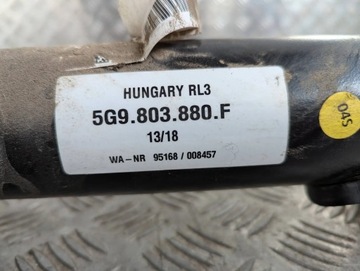 HUNGARY RL3
5G9.803.880.F
13/18
WA-NR 95168 / 008457
04S